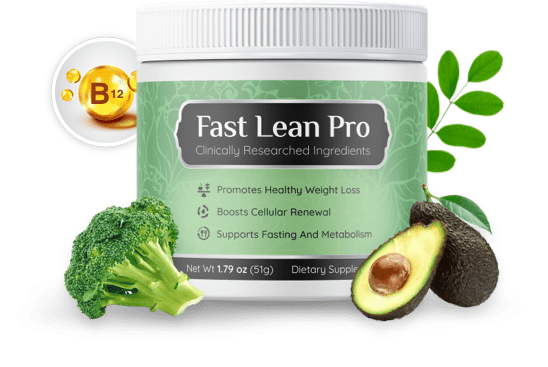 B12
Fast Lean Pro
Clinically Researched Ingredients
Promotes Healthy Weight Loss
Boosts Cellular Renewal
Supports Fasting And Metabolism
Net Wt 1.79 oz (51g) Dietary